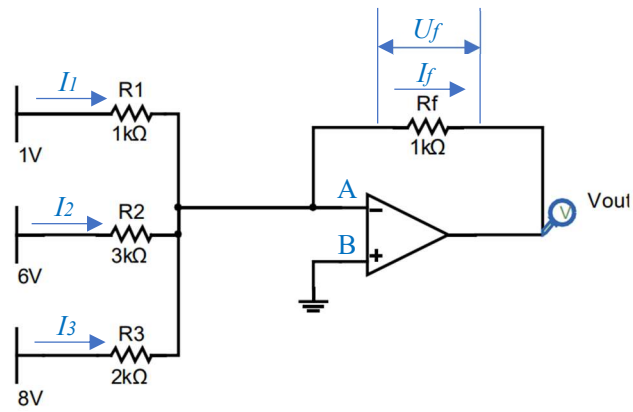 Uf
I1
If
R1
Rf
1kΩ
1kΩ
1V
A
I2
R2
V
Vout
B
3kΩ
6V
I3
R3
2kΩ
8V